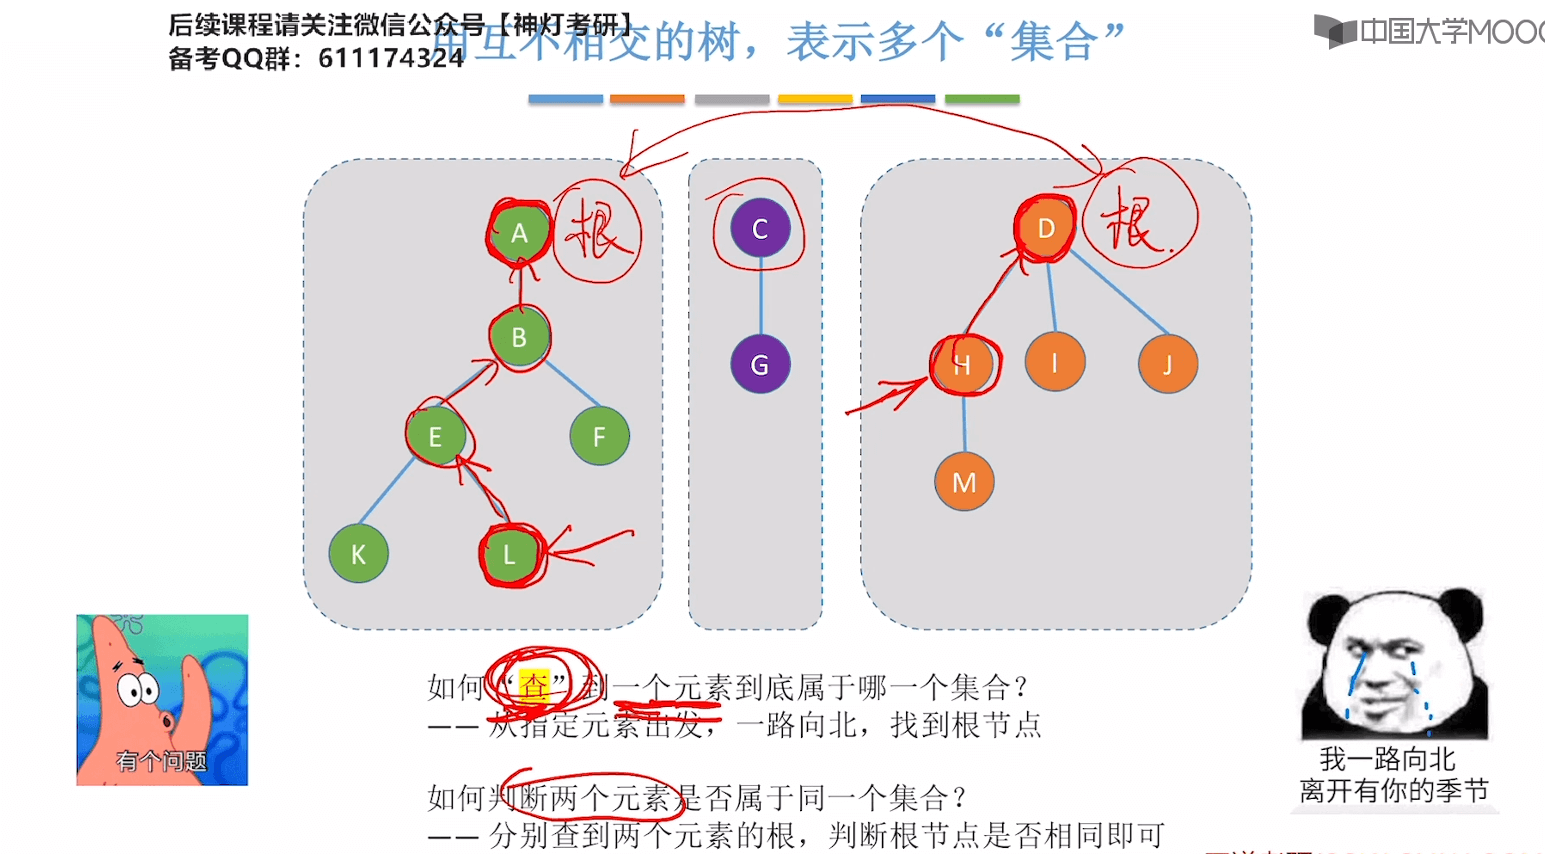 后续课程请关注微信公众号【神灯考研】
备考QQ群：611174324
用互不相交的树，表示多个“集合”
中国大学MOOC
A
根
B
E
F
K
L
C
G
D
根
H
I
J
M
有个问题
如何“查”到一个元素到底属于哪一个集合？
—— 从指定元素出发，一路向北，找到根节点
如何判断两个元素是否属于同一个集合？
—— 分别查到两个元素的根，判断根节点是否相同即可
我一路向北
离开有你的季节